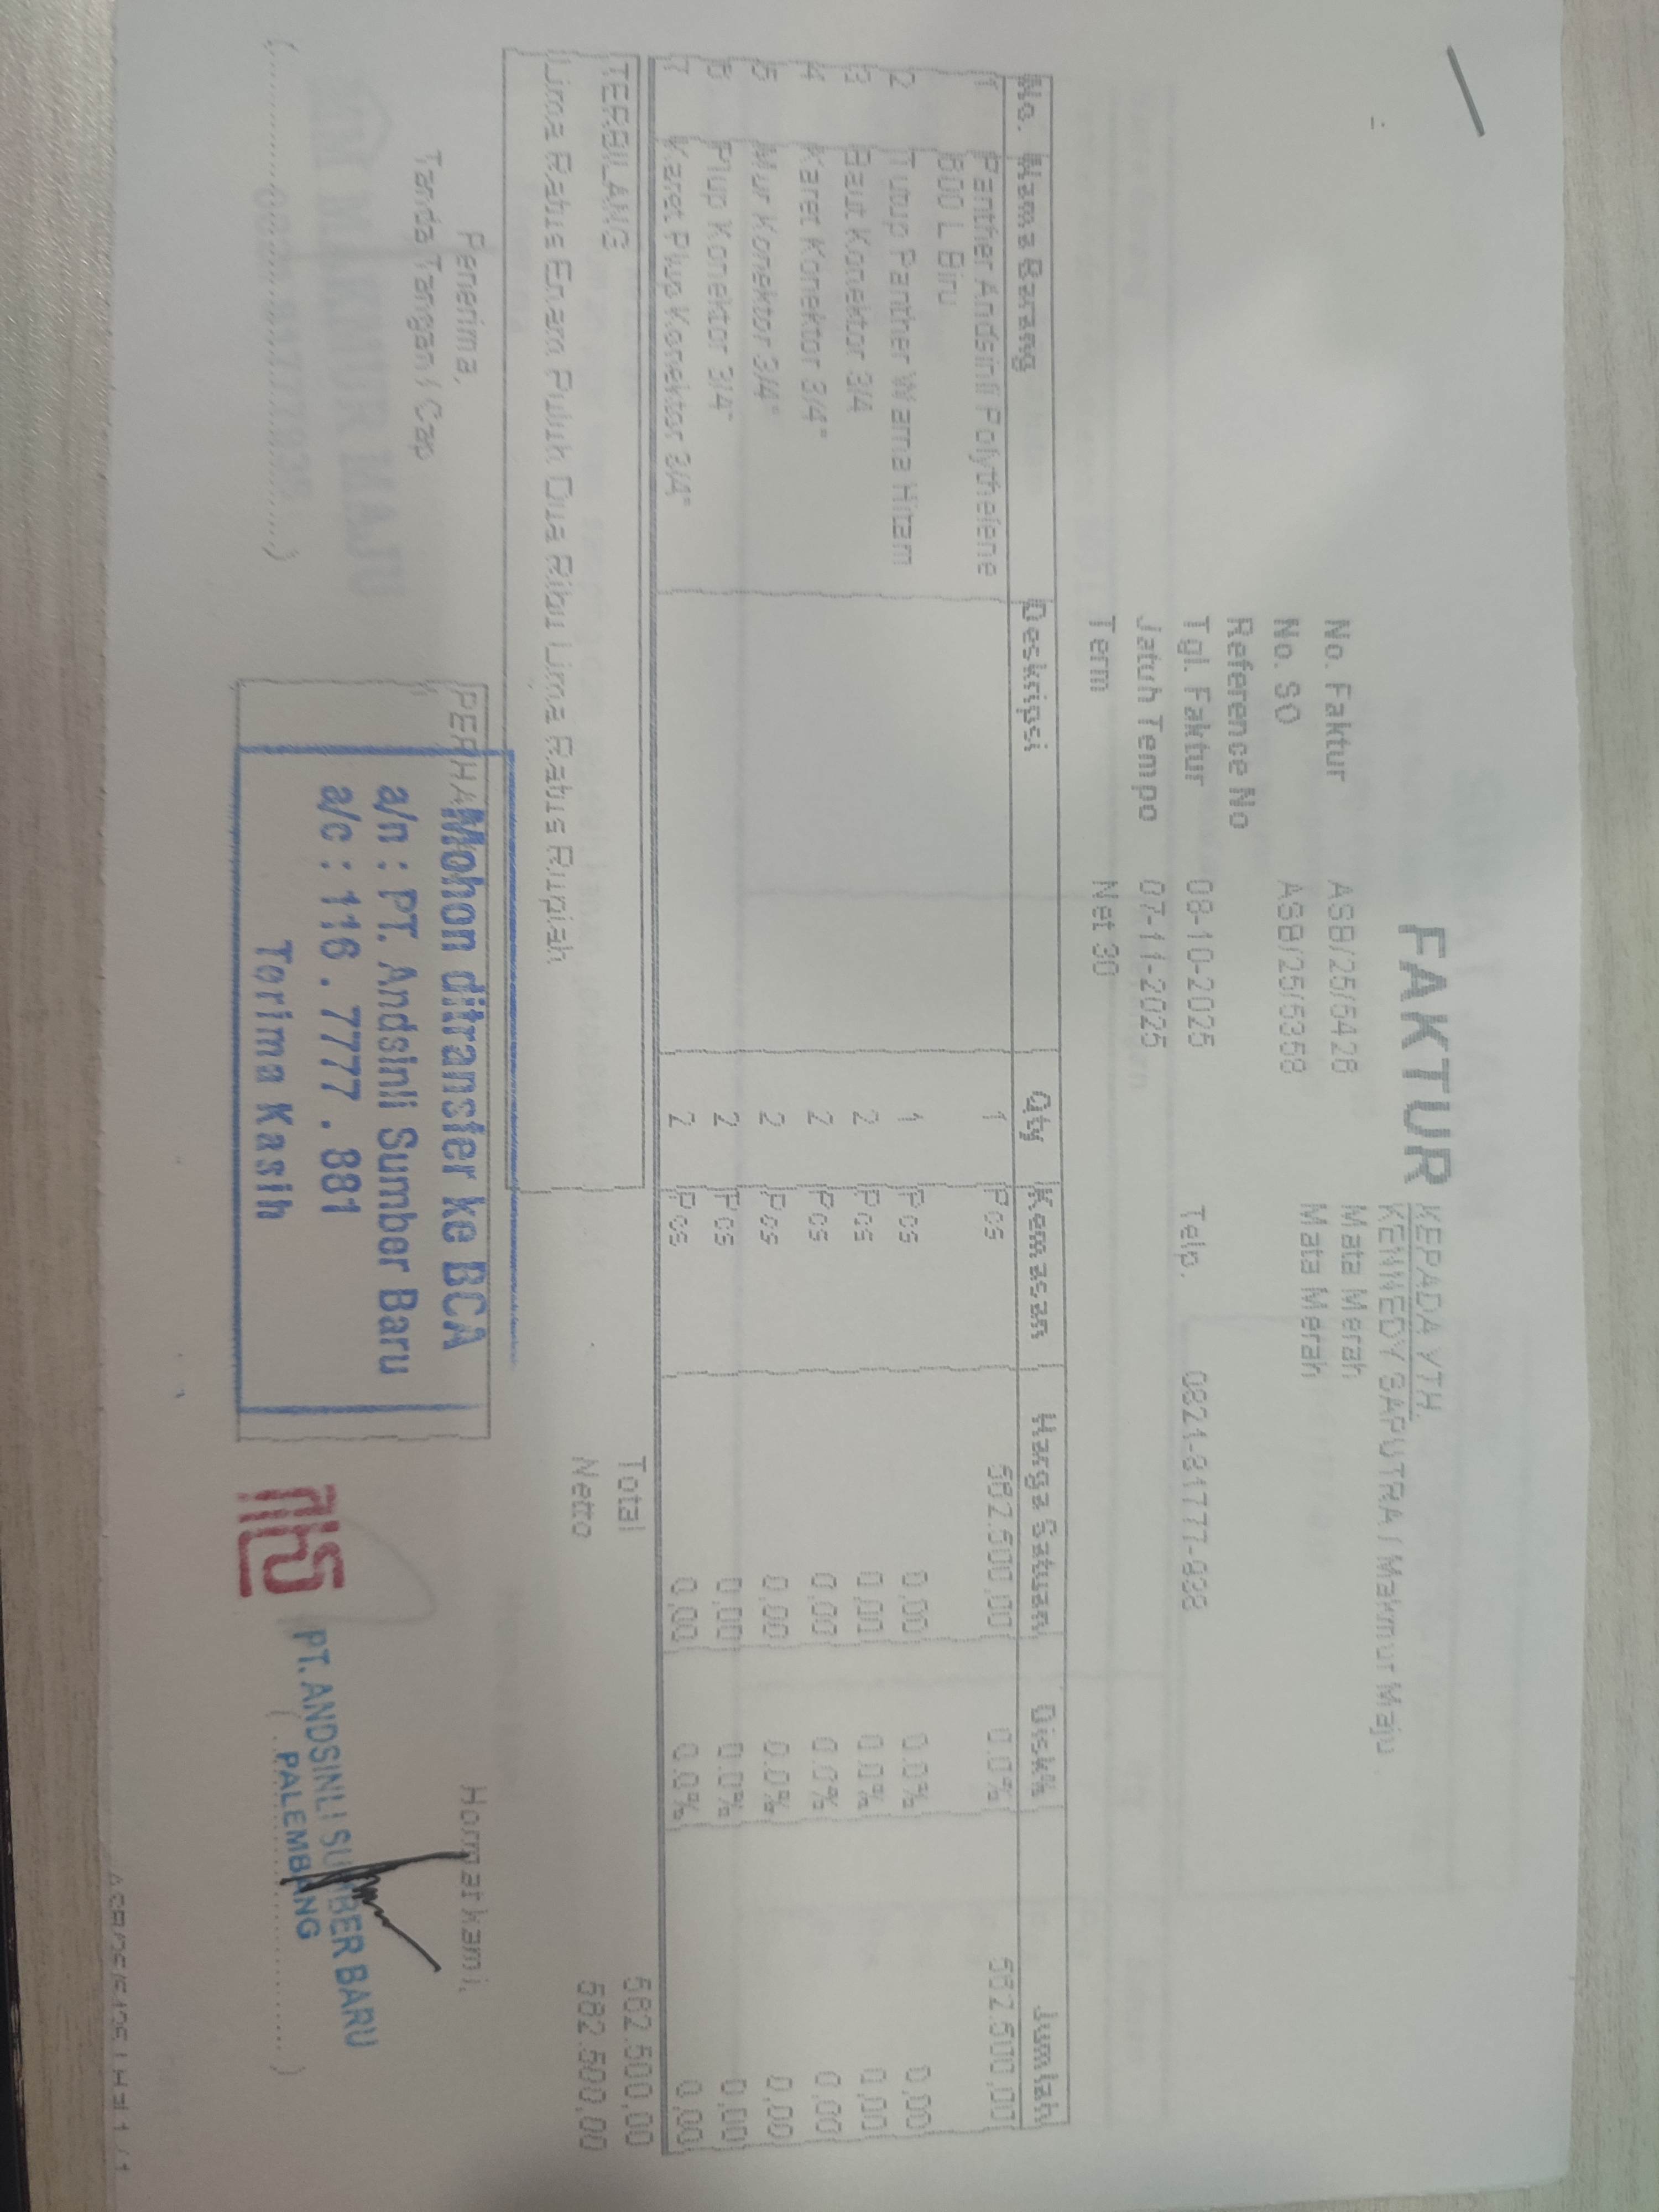 FAKTUR
KEPADA YTH.
KENNEDY SAPUTRA / Makmur Maju
Mata Merah
Mata Merah
Telp. 0821-81777-998
No. Faktur ASB/25/5426
No. SO ASB/25/5358
Reference No
Tgl. Faktur 08-10-2025
Jatuh Tempo 07-11-2025
Term Net 30
No. Nama Barang Deskripsi Qty Kemasan Harga Satuan Disk% Jumlah
1 Panther Andsinli Polythelene 1 Pcs 562.500,00 0.0% 562.500,00
600 L Biru
2 Tutup Panther Warna Hitam 1 Pcs 0,00 0.0% 0,00
3 Baut Konektor 3/4 2 Pcs 0,00 0.0% 0,00
4 Karet Konektor 3/4" 2 Pcs 0,00 0.0% 0,00
5 Mur Konektor 3/4" 2 Pcs 0,00 0.0% 0,00
6 Plup Konektor 3/4" 2 Pcs 0,00 0.0% 0,00
7 Karet Plup Konektor 3/4" 2 Pcs 0,00 0.0% 0,00
TERBILANG
Lima Ratus Enam Puluh Dua Ribu Lima Ratus Rupiah
Total 562.500,00
Netto 562.500,00
Penerima,
Tanda Tangan / Cap
(....................)
Mohon ditransfer ke BCA
a/n : PT. Andsinli Sumber Baru
a/c : 116 . 7777 . 881
Terima Kasih
Hormat kami,
PT. ANDSINLI SUMBER BARU
PALEMBANG